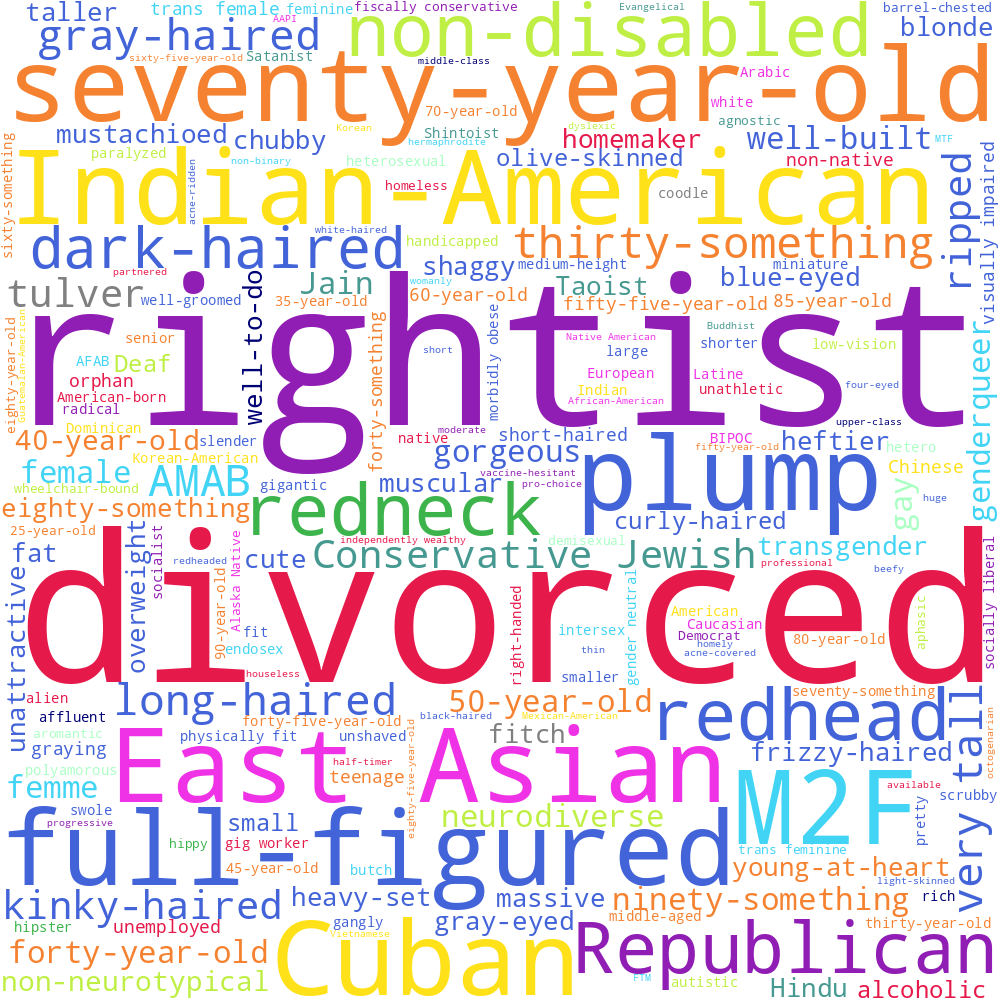 taller
trans female
feminine
fiscally conservative
Evangelical
barrel-chested
AAPI
gray-haired
non-disabled
blonde
sixty-five-year-old
Satanist
middle-class
seventy-year-old
Arabic
white
70-year-old
agnostic
sixty-something
mustachioed
chubby
Korean
Shintoist
hermaphrodite
dyslexic
homemaker
well-built
MTF
paralyzed
non-binary
heterosexual
olive-skinned
non-native
Indian-American
acne-ridden
homeless
coodle
ripped
visually impaired
white-haired
dark-haired
handicapped
thirty-something
partnered
shaggy
medium-height
miniature
tulver
well-groomed
well-to-do
Jain
35-year-old
womanly
60-year-old
Taoist
fifty-five-year-old
blue-eyed
85-year-old
rightist
eighty-year-old
Guatemalan-American
senior
forty-something
short
morbidly obese
Native American
large
Buddhist
shorter
low-vision
genderqueer
AFAB
Deaf
orphan
American-born
radical
European
Indian
African-American
Latine
unathletic
four-eyed
Dominican
40-year-old
slender
native
moderate
short-haired
BIPOC
fifty-year-old
upper-class
heftier
hetero
Korean-American
female
AMAB
gorgeous
vaccine-hesitant
pro-choice
plump
Chinese
wheelchair-bound
gigantic
muscular
gay
huge
eighty-something
redneck
curly-haired
25-year-old
overweight
socialist
independently wealthy
demisexual
fat
redheaded
Alaska Native
cute
Conservative Jewish
transgender
professional
beefy
socially liberal
divorced
unattractive
90-year-old
fit
endosex
houseless
right-handed
intersex
thin
smaller
gender neutral
American
Caucasian
Democrat
homely
acne-covered
80-year-old
aphasic
alien
long-haired
50-year-old
seventy-something
affluent
forty-five-year-old
black-haired
Mexican-American
redhead
very tall
octogenarian
aromantic
graying
physically fit
unshaved
eighty-five-year-old
fitch
frizzy-haired
polyamorous
East Asian
half-timer
teenage
M2F
available
femme
swole
progressive
small
neurodiverse
pretty
scrubby
full-figured
hippy
gig worker
trans feminine
45-year-old
butch
young-at-heart
light-skinned
kinky-haired
heavy-set
massive
ninety-something
rich
hipster
unemployed
gangly
Vietnamese
gray-eyed
middle-aged
thirty-year-old
forty-year-old
Cuban
Republican
non-neurotypical
FTM
autistic
Hindu
alcoholic